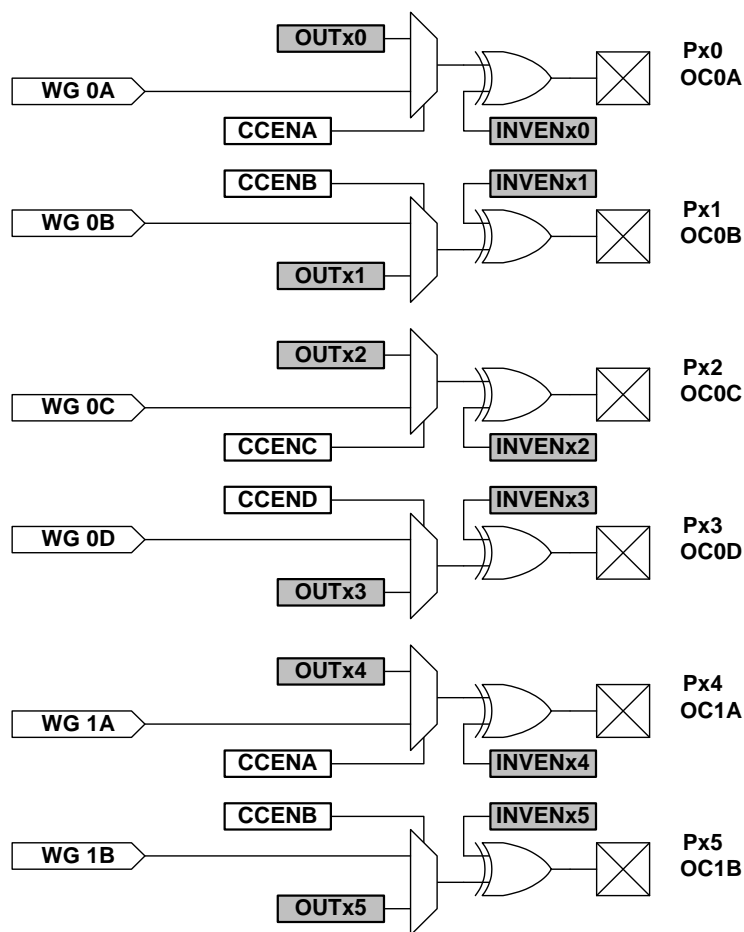 OUTx0
Px0
OC0A
WG 0A
CCENA
INVENx0
CCENB
INVENx1
WG 0B
Px1
OC0B
OUTx1
OUTx2
Px2
OC0C
WG 0C
CCENC
INVENx2
CCEND
INVENx3
WG 0D
Px3
OC0D
OUTx3
OUTx4
Px4
OC1A
WG 1A
CCENA
INVENx4
CCENB
INVENx5
WG 1B
Px5
OC1B
OUTx5